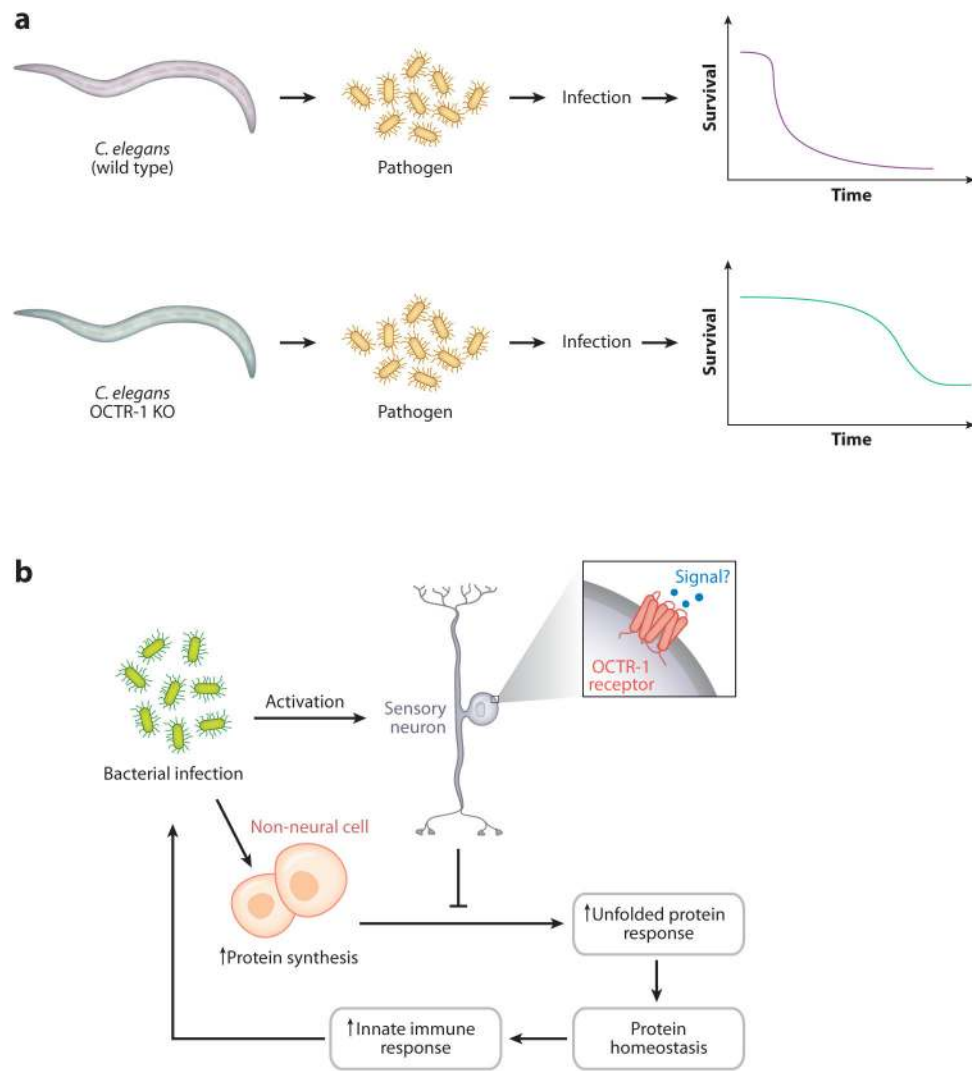 a
C. elegans
(wild type)
Pathogen
Infection
Survival
Time
C. elegans
OCTR-1 KO
Pathogen
Infection
Survival
Time
b
Signal?
OCTR-1
receptor
Activation
Sensory
neuron
Bacterial infection
Non-neural cell
↑Protein synthesis
↑Unfolded protein
response
↑Innate immune
response
Protein
homeostasis